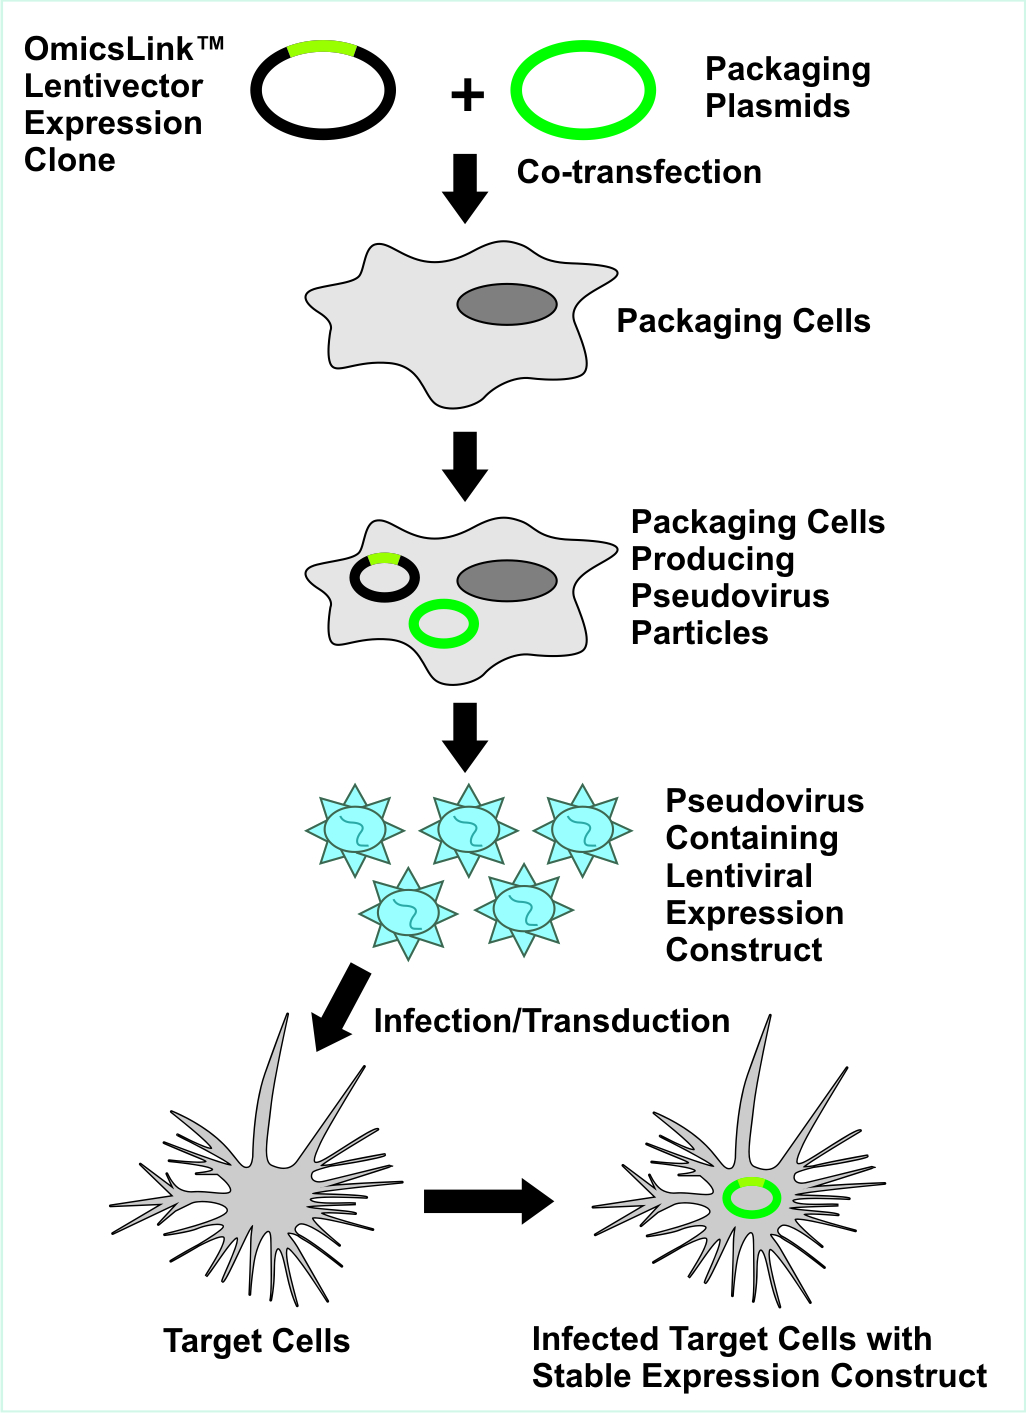 OmicsLink™
Lentivector
Expression
Clone
+
Packaging
Plasmids
Co-transfection
Packaging Cells
Packaging Cells
Producing
Pseudovirus
Particles
Pseudovirus
Containing
Lentiviral
Expression
Construct
Infection/Transduction
Target Cells
Infected Target Cells with
Stable Expression Construct